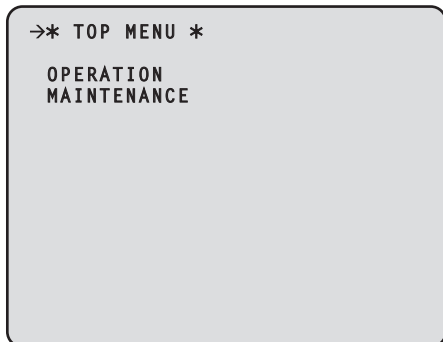 →* TOP MENU *
OPERATION
MAINTENANCE